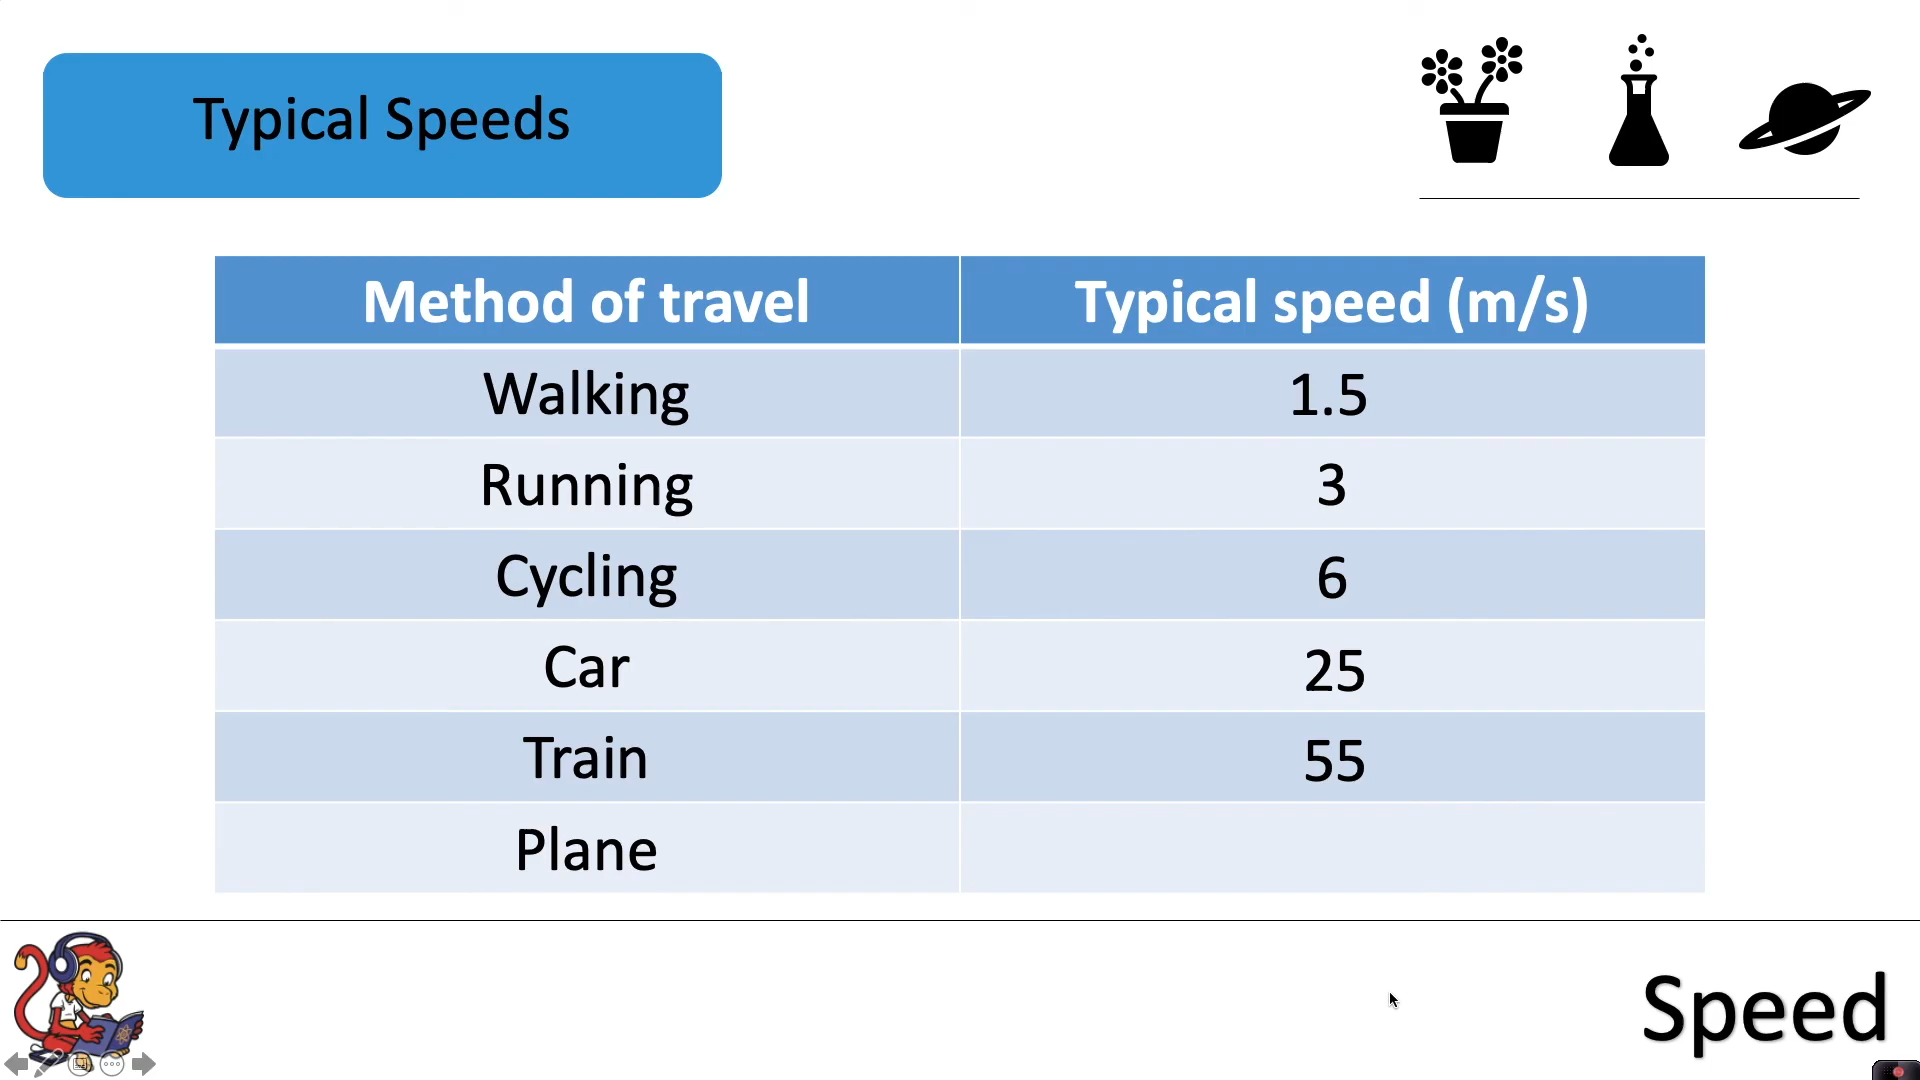 Typical Speeds
Method of travel Typical speed (m/s)
Walking 1.5
Running 3
Cycling 6
Car 25
Train 55
Plane
Speed